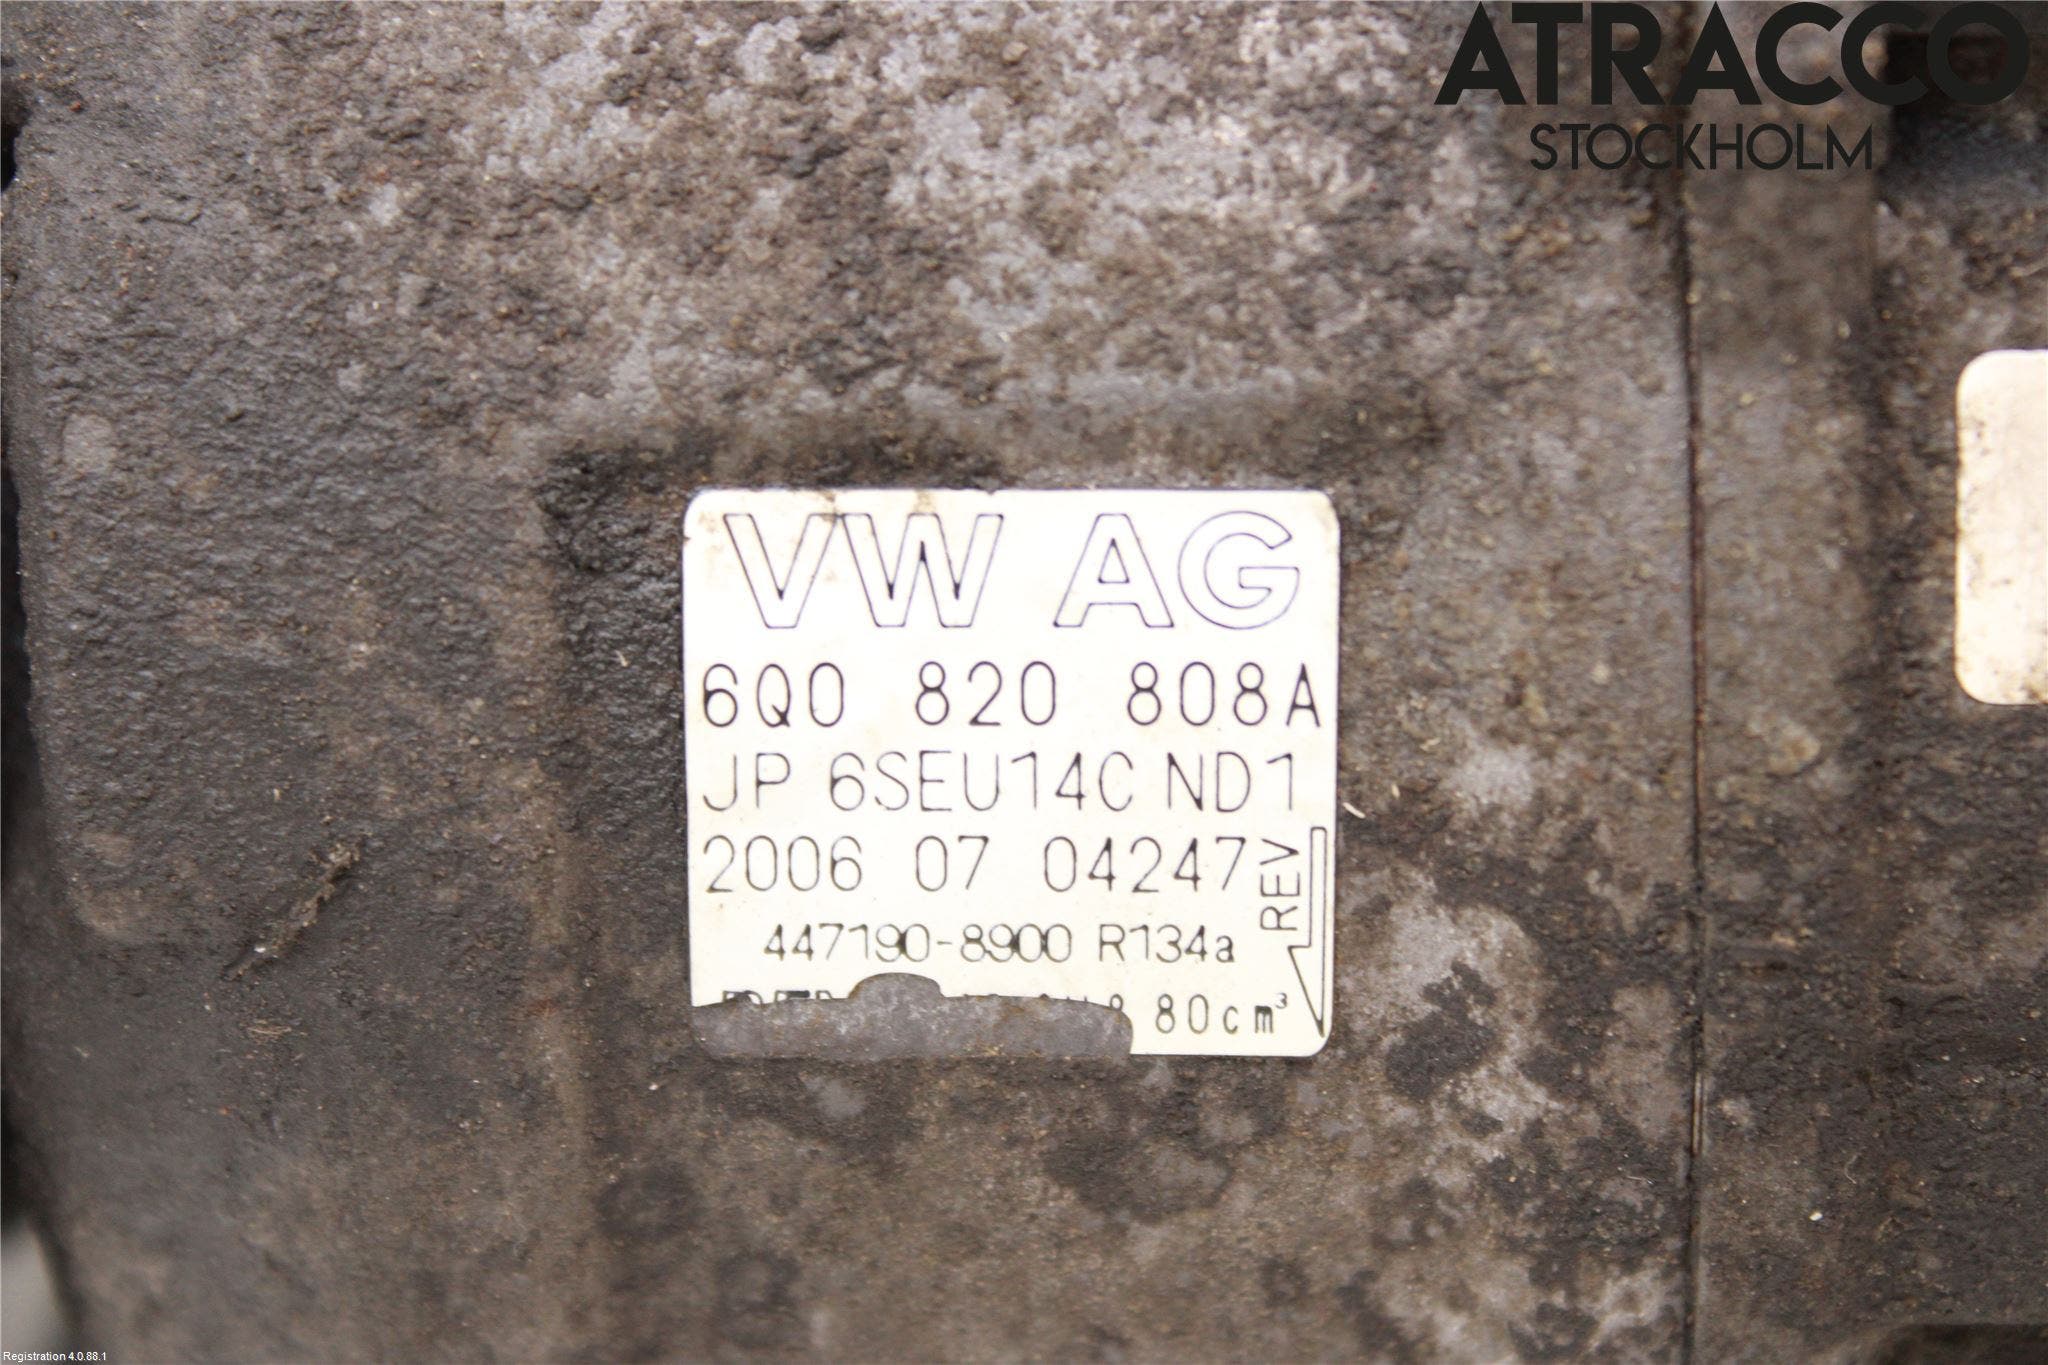 ATRACCO
STOCKHOLM
VW AG
6Q0 820 808A
JP 6SEU14C ND1
2006 07 04247
REV
447190-8900 R134a
80cm³
Registration 4.0.88.1